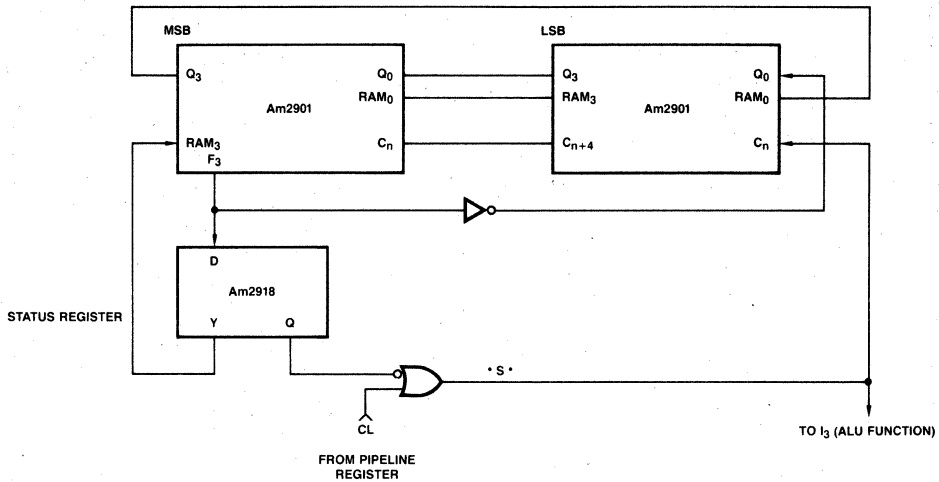 MSB
LSB
Q3
Q0
RAM0
Am2901
RAM3
F3
Cn
Q3
RAM3
Am2901
Cn+4
Q0
RAM0
Cn
D
Am2918
Y
Q
STATUS REGISTER
"S"
CL
FROM PIPELINE
REGISTER
TO I3 (ALU FUNCTION)